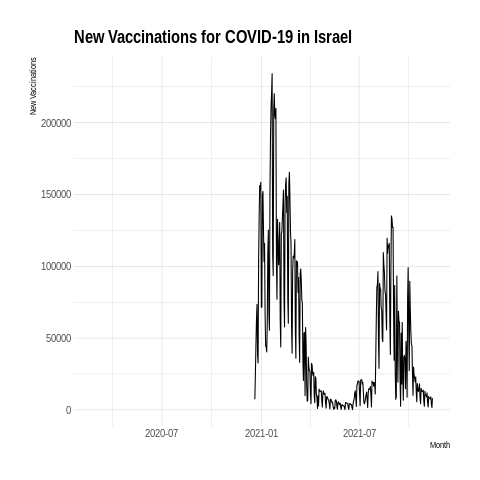 New Vaccinations for COVID-19 in Israel
New Vaccinations
200000
150000
100000
50000
0
2020-07 2021-01 2021-07
Month